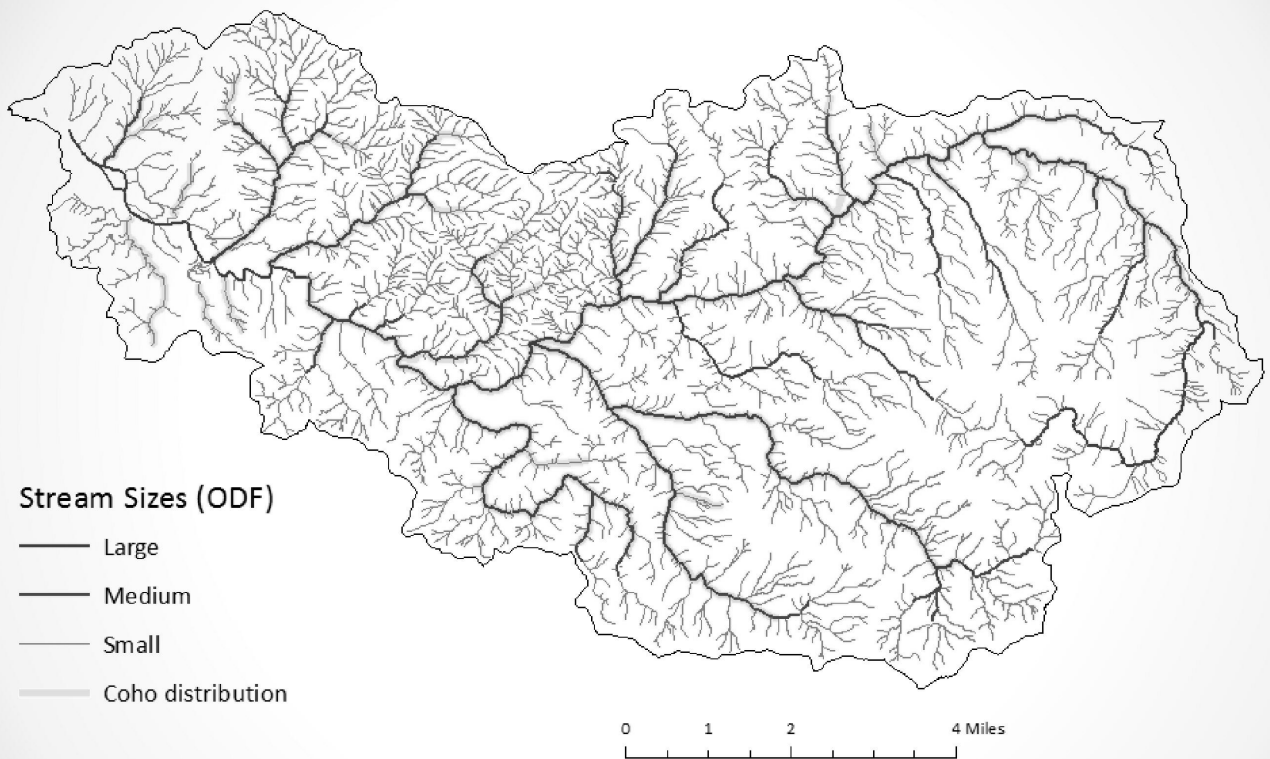 Stream Sizes (ODF)
Large
Medium
Small
Coho distribution
0 1 2 4 Miles